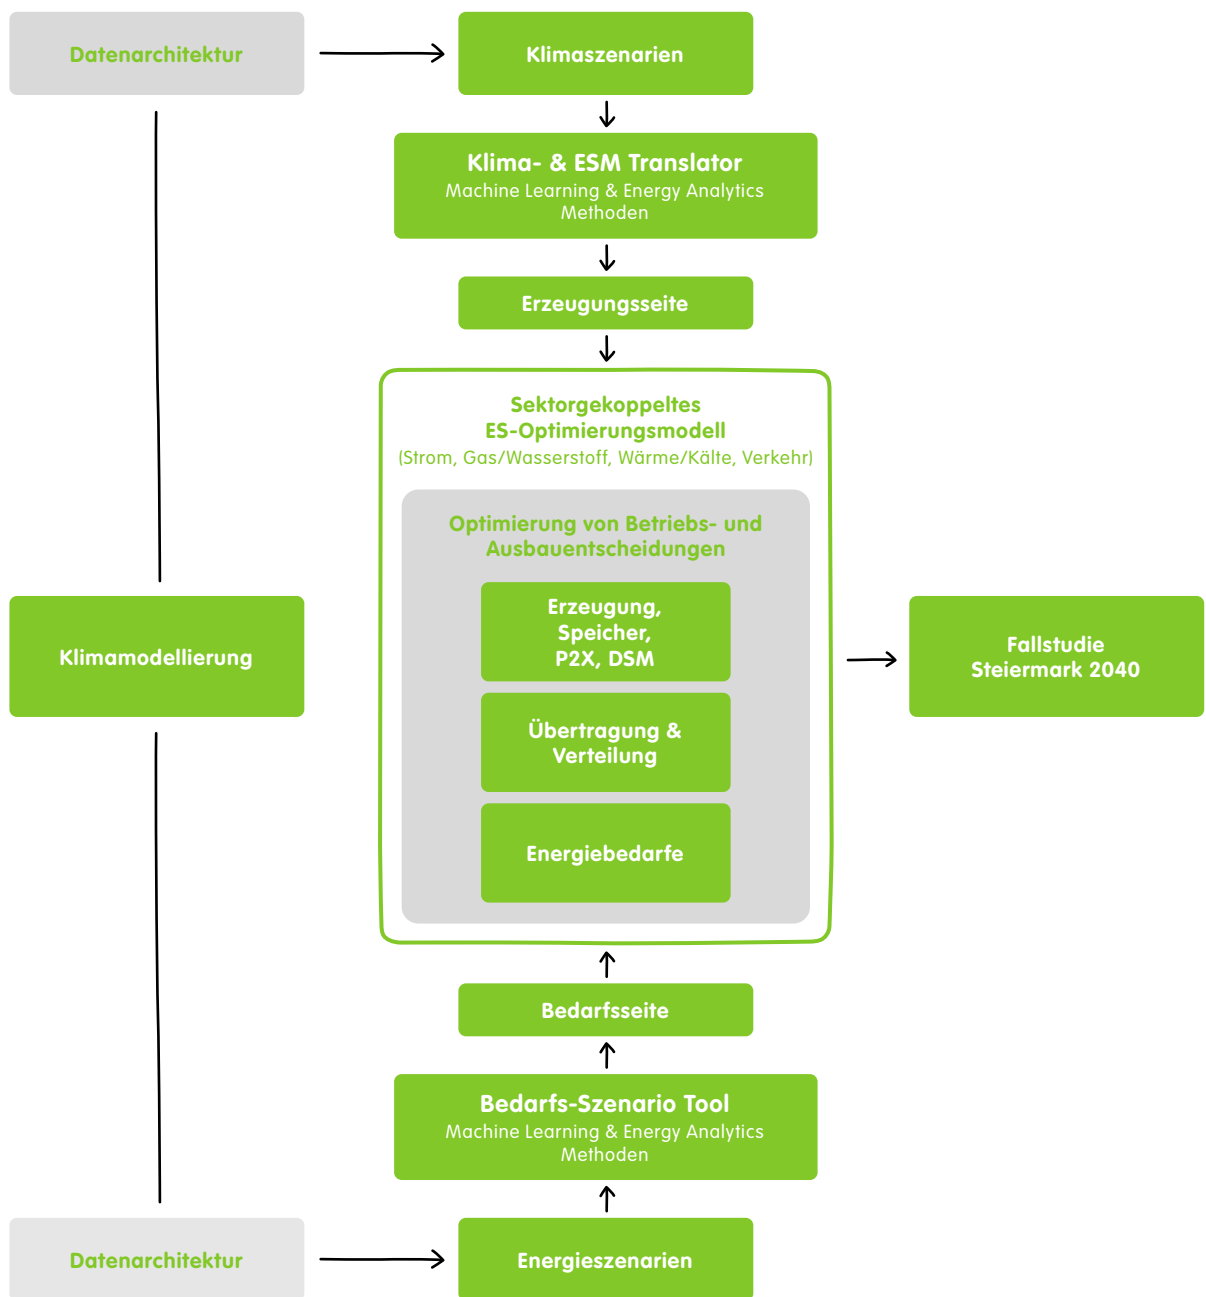 Datenarchitektur
Klimaszenarien
Klima- & ESM Translator
Machine Learning & Energy Analytics
Methoden
Erzeugungsseite
Sektorgekoppeltes
ES-Optimierungsmodell
(Strom, Gas/Wasserstoff, Wärme/Kälte, Verkehr)
Optimierung von Betriebs- und
Ausbauentscheidungen
Erzeugung,
Speicher,
P2X, DSM
Klimamodellierung
Fallstudie
Steiermark 2040
Übertragung &
Verteilung
Energiebedarfe
Bedarfsseite
Bedarfs-Szenario Tool
Machine Learning & Energy Analytics
Methoden
Datenarchitektur
Energieszenarien